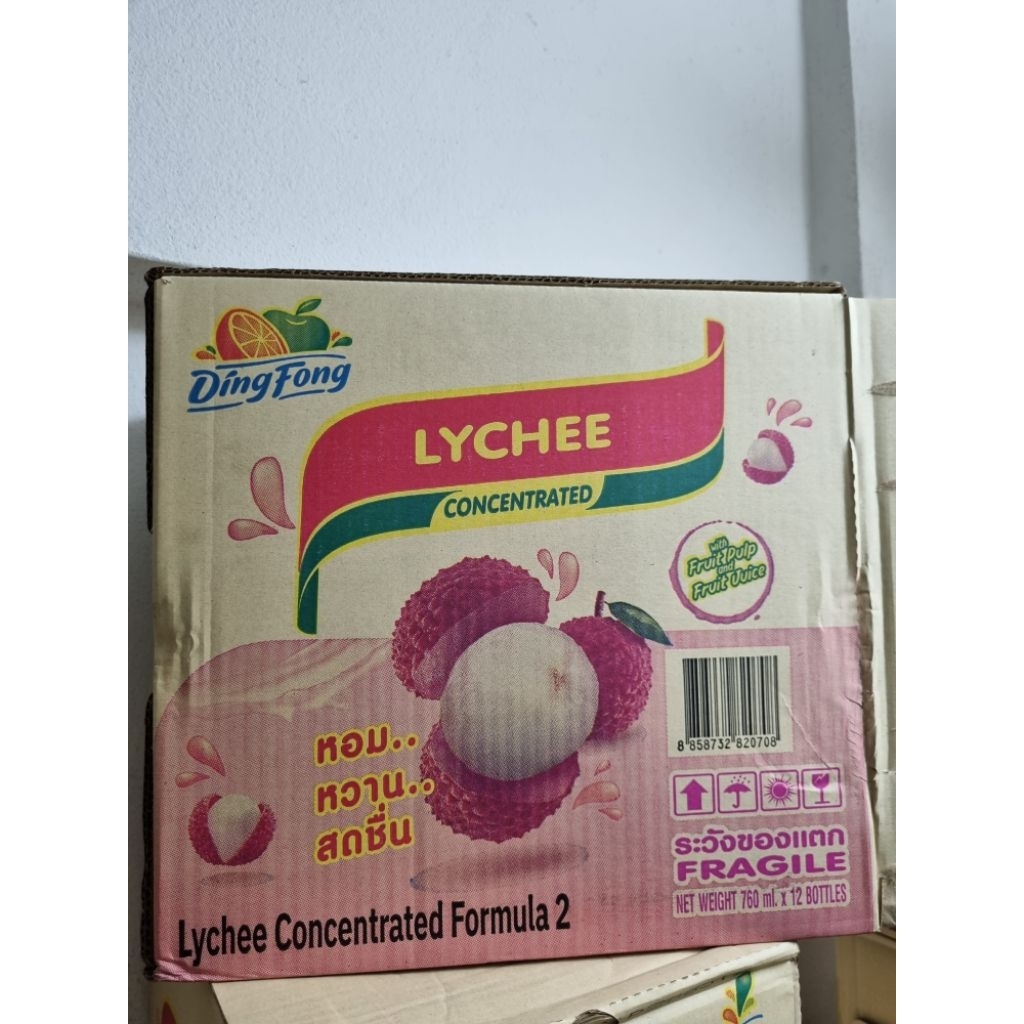 DingFong
LYCHEE
CONCENTRATED
with
Fruit Pulp
and
Fruit Juice
8 858732 820708
หอม..
หวาน..
สดชื่น
ระวังของแตก
FRAGILE
NET WEIGHT 760 ml. x 12 BOTTLES
Lychee Concentrated Formula 2